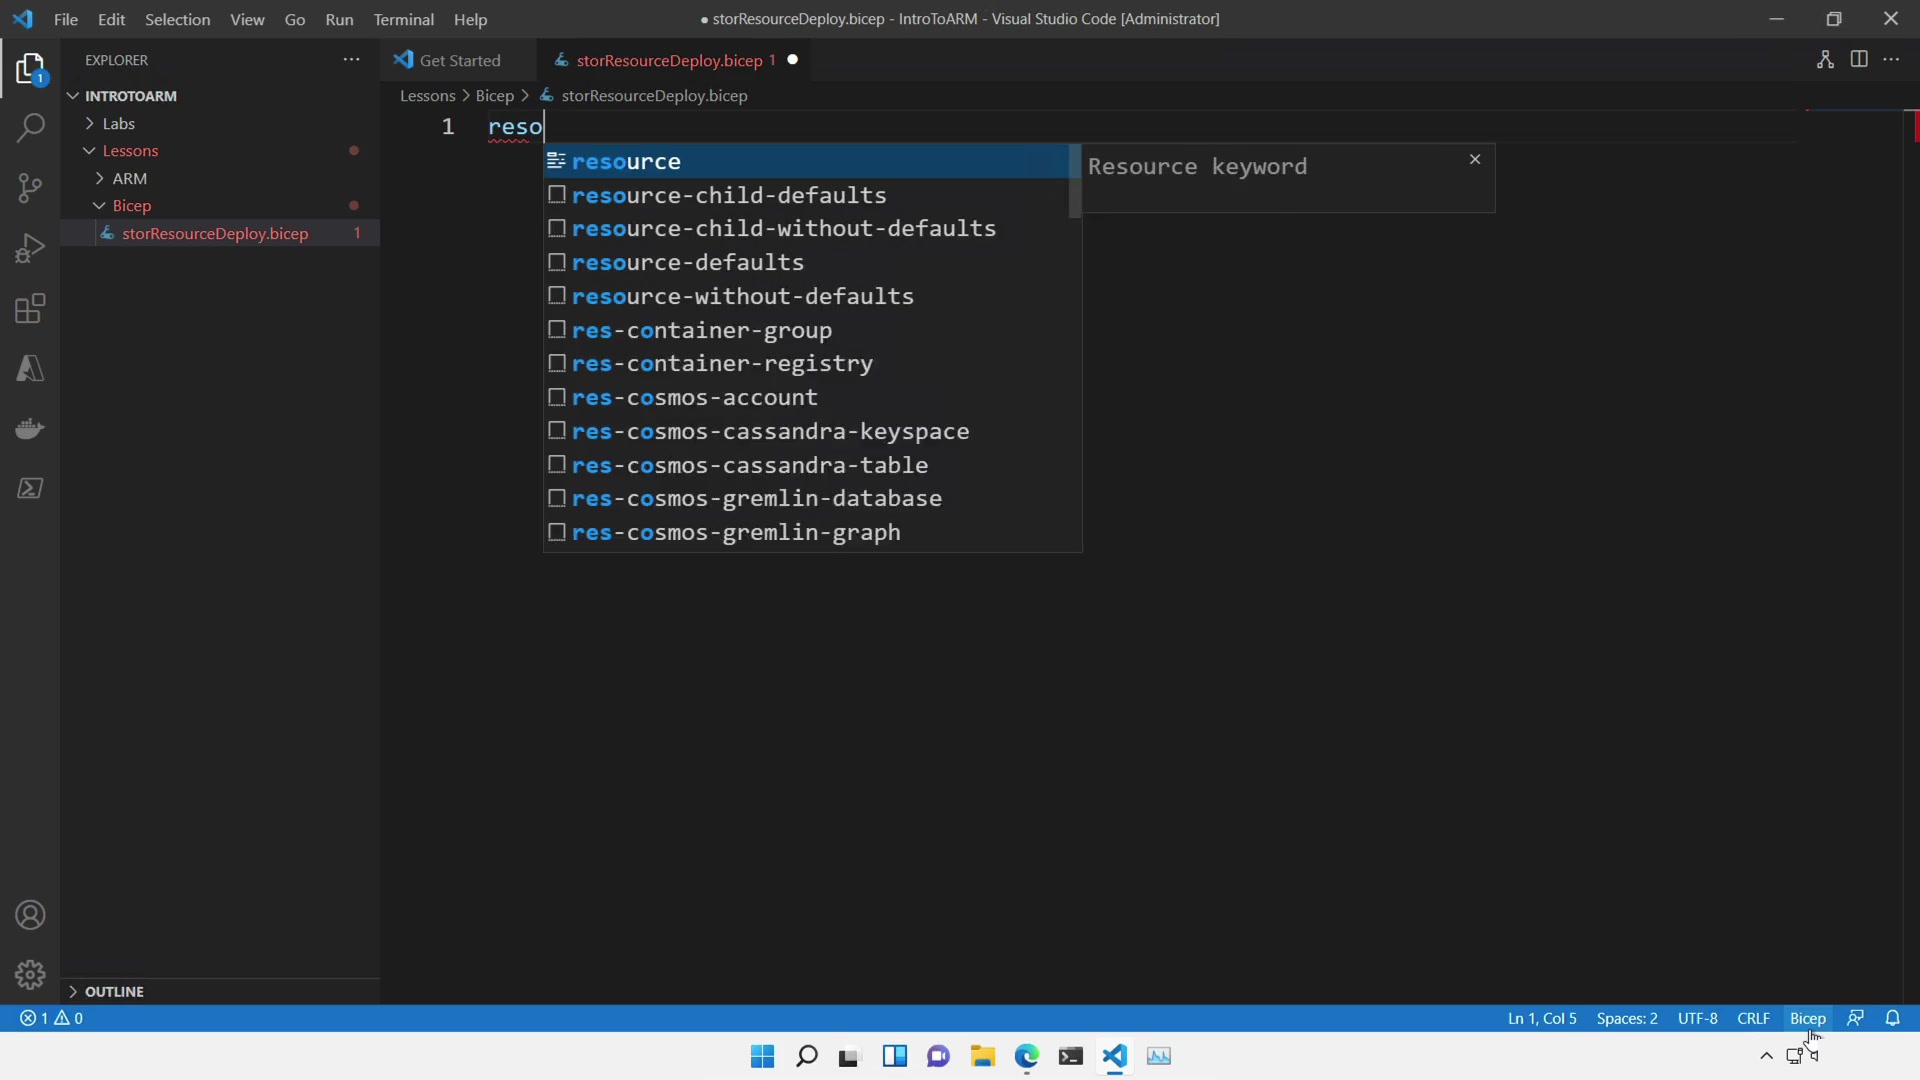 File Edit Selection View Go Run Terminal Help
● storResourceDeploy.bicep - IntroToARM - Visual Studio Code [Administrator]
EXPLORER
Get Started
storResourceDeploy.bicep 1
1
INTROTOARM
Lessons > Bicep > storResourceDeploy.bicep
Labs
1 reso
Lessons
ARM
Bicep
storResourceDeploy.bicep 1
resource
Resource keyword
resource-child-defaults
resource-child-without-defaults
resource-defaults
resource-without-defaults
res-container-group
res-container-registry
res-cosmos-account
res-cosmos-cassandra-keyspace
res-cosmos-cassandra-table
res-cosmos-gremlin-database
res-cosmos-gremlin-graph
OUTLINE
1 0
Ln 1, Col 5 Spaces: 2 UTF-8 CRLF Bicep